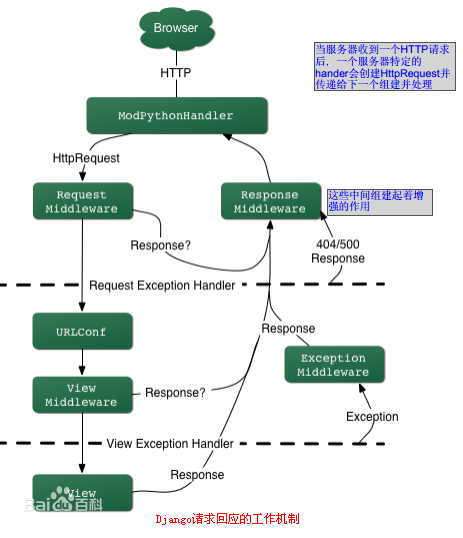 Browser
当服务器收到一个HTTP请求
后，一个服务器特定的
hander会创建HttpRequest并
传递给下一个组建并处理
HTTP
ModPythonHandler
HttpRequest
Request
Middleware
Response
Middleware
这些中间组建起着增
强的作用
Response?
404/500
Response
Request Exception Handler
URLConf
Response
Exception
Middleware
View
Middleware
Response?
Exception
View Exception Handler
Response
View
Bai du 百科
Django请求回应的工作机制